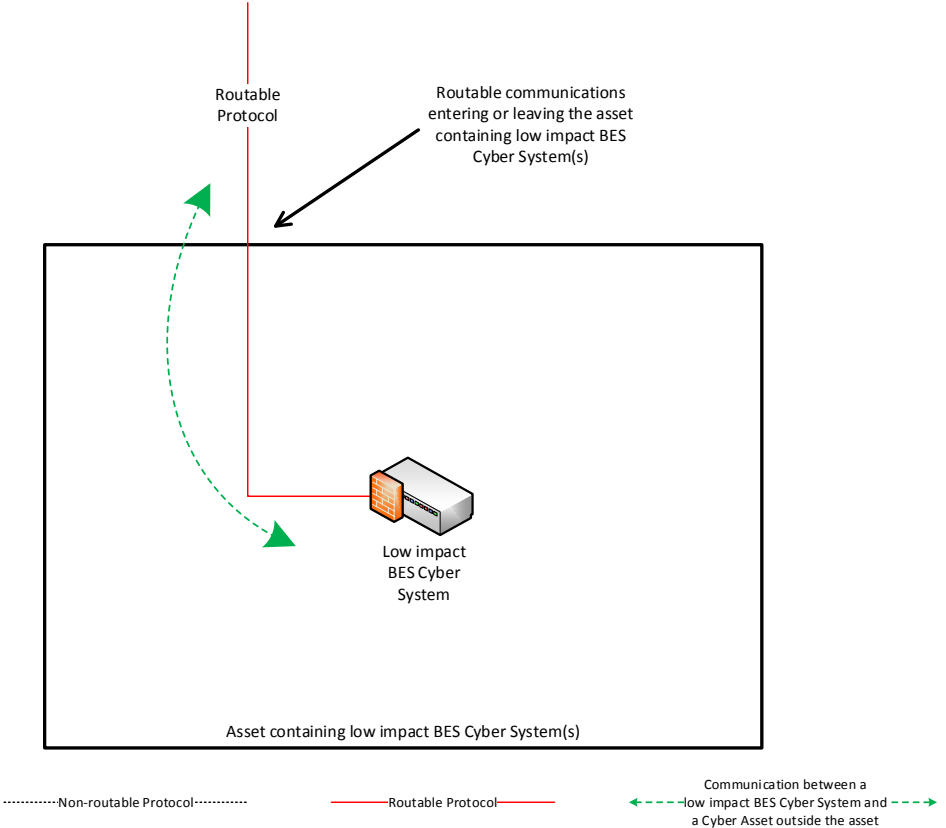 Routable
Protocol
Routable communications
entering or leaving the asset
containing low impact BES
Cyber System(s)
Low impact
BES Cyber
System
Asset containing low impact BES Cyber System(s)
Non-routable Protocol
Routable Protocol
Communication between a
low impact BES Cyber System and
a Cyber Asset outside the asset